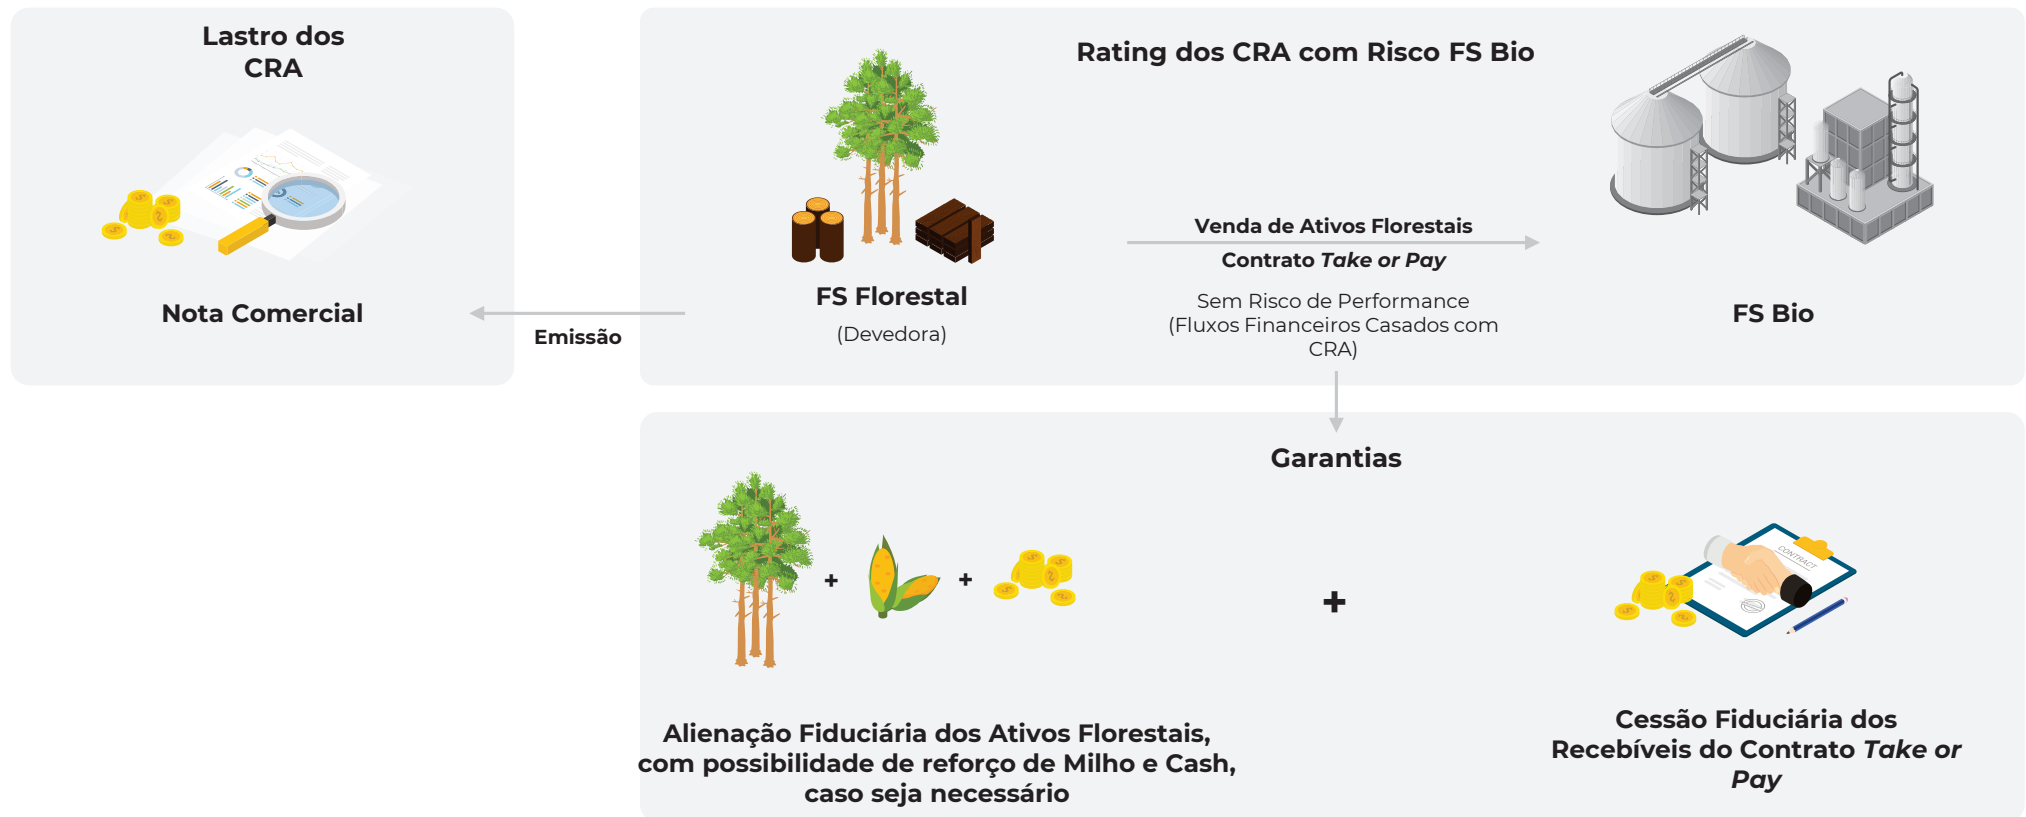 Lastro dos
CRA
Nota Comercial
Emissão
Rating dos CRA com Risco FS Bio
FS Florestal
(Devedora)
Venda de Ativos Florestais
Contrato Take or Pay
Sem Risco de Performance
(Fluxos Financeiros Casados com
CRA)
FS Bio
Garantias
+
+
+
CONTRACT
Alienação Fiduciária dos Ativos Florestais,
com possibilidade de reforço de Milho e Cash,
caso seja necessário
Cessão Fiduciária dos
Recebíveis do Contrato Take or
Pay